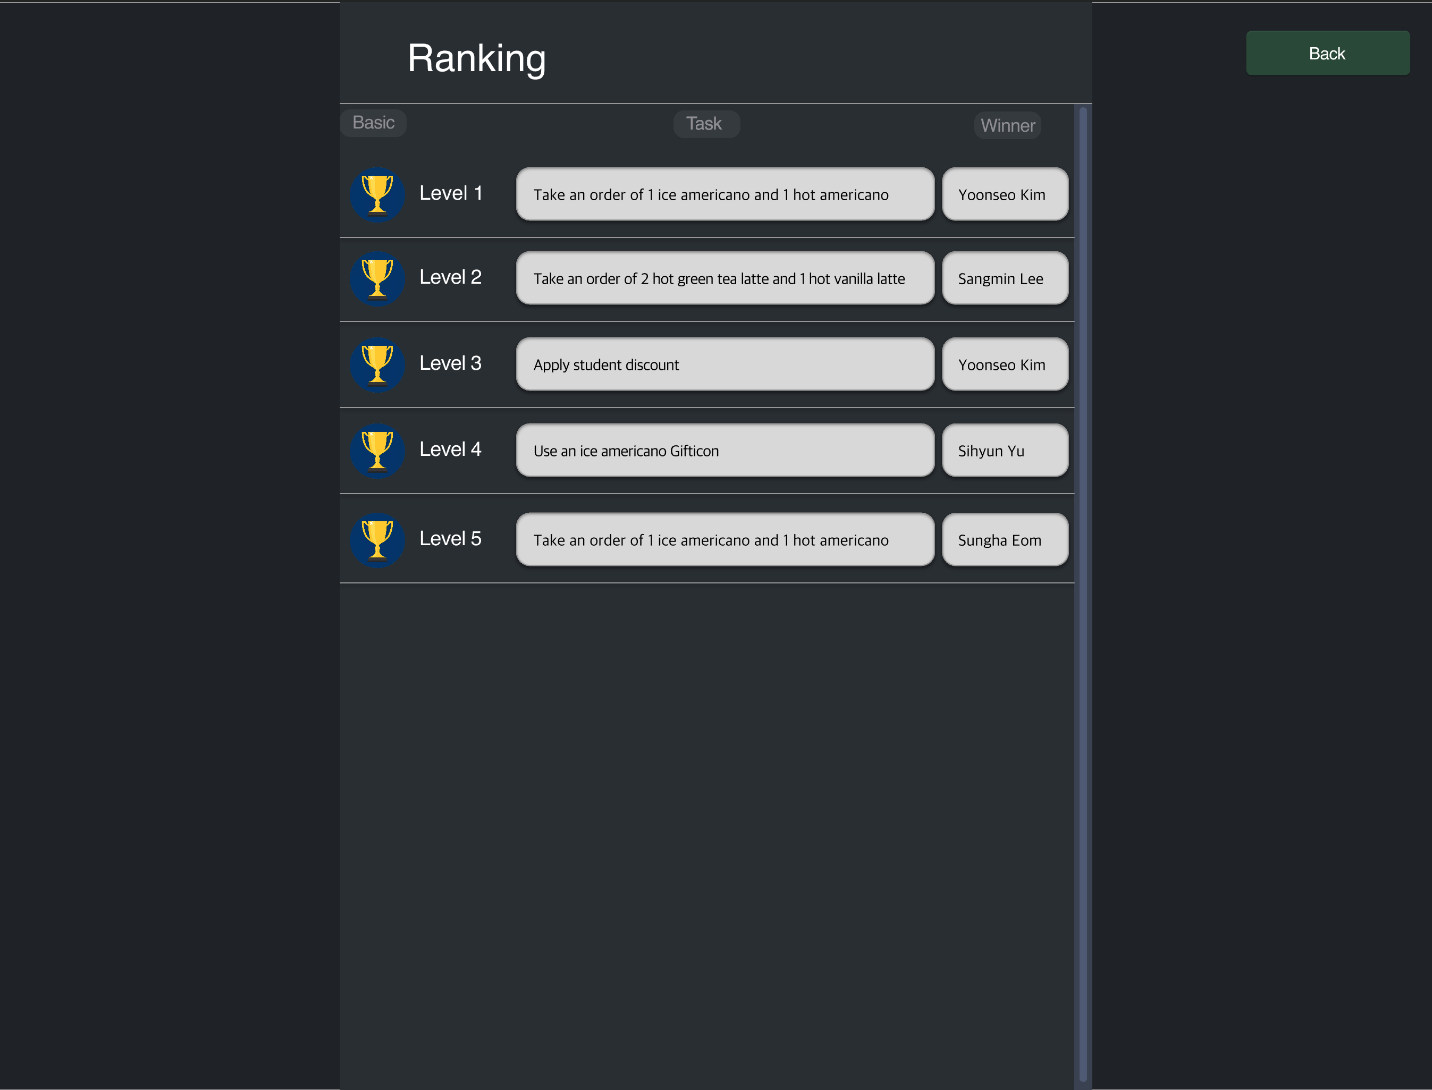 Ranking
Back
Basic
Task
Winner
Level 1
Take an order of 1 ice americano and 1 hot americano
Yoonseo Kim
Level 2
Take an order of 2 hot green tea latte and 1 hot vanilla latte
Sangmin Lee
Level 3
Apply student discount
Yoonseo Kim
Level 4
Use an ice americano Gifticon
Sihyun Yu
Level 5
Take an order of 1 ice americano and 1 hot americano
Sungha Eom